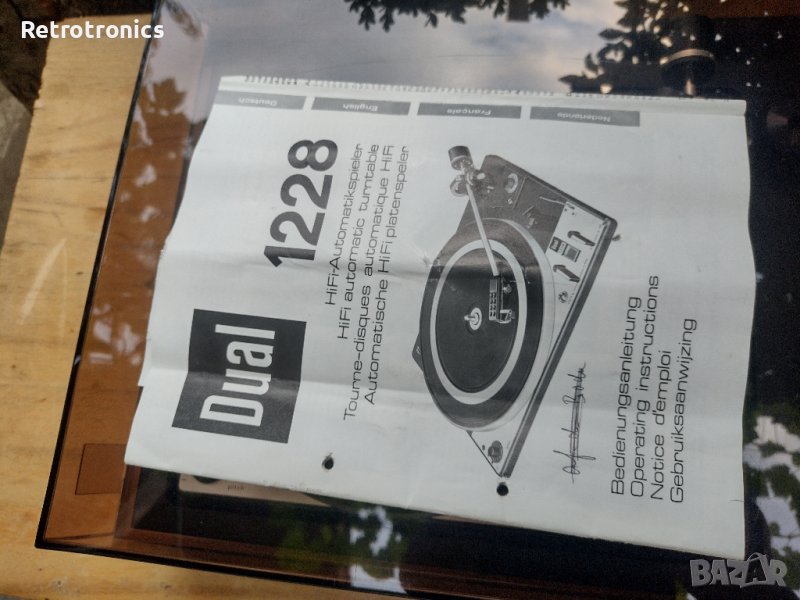 Retrotronics
Deutsch
English
Français
Nederlands
Dual
1228
HiFi-Automatikspieler
HiFi automatic turntable
Tourne-disques automatique HiFi
Automatische HiFi platenspeler
Bedienungsanleitung
Operating instructions
Notice d'emploi
Gebruiksaanwijzing
BAZAR